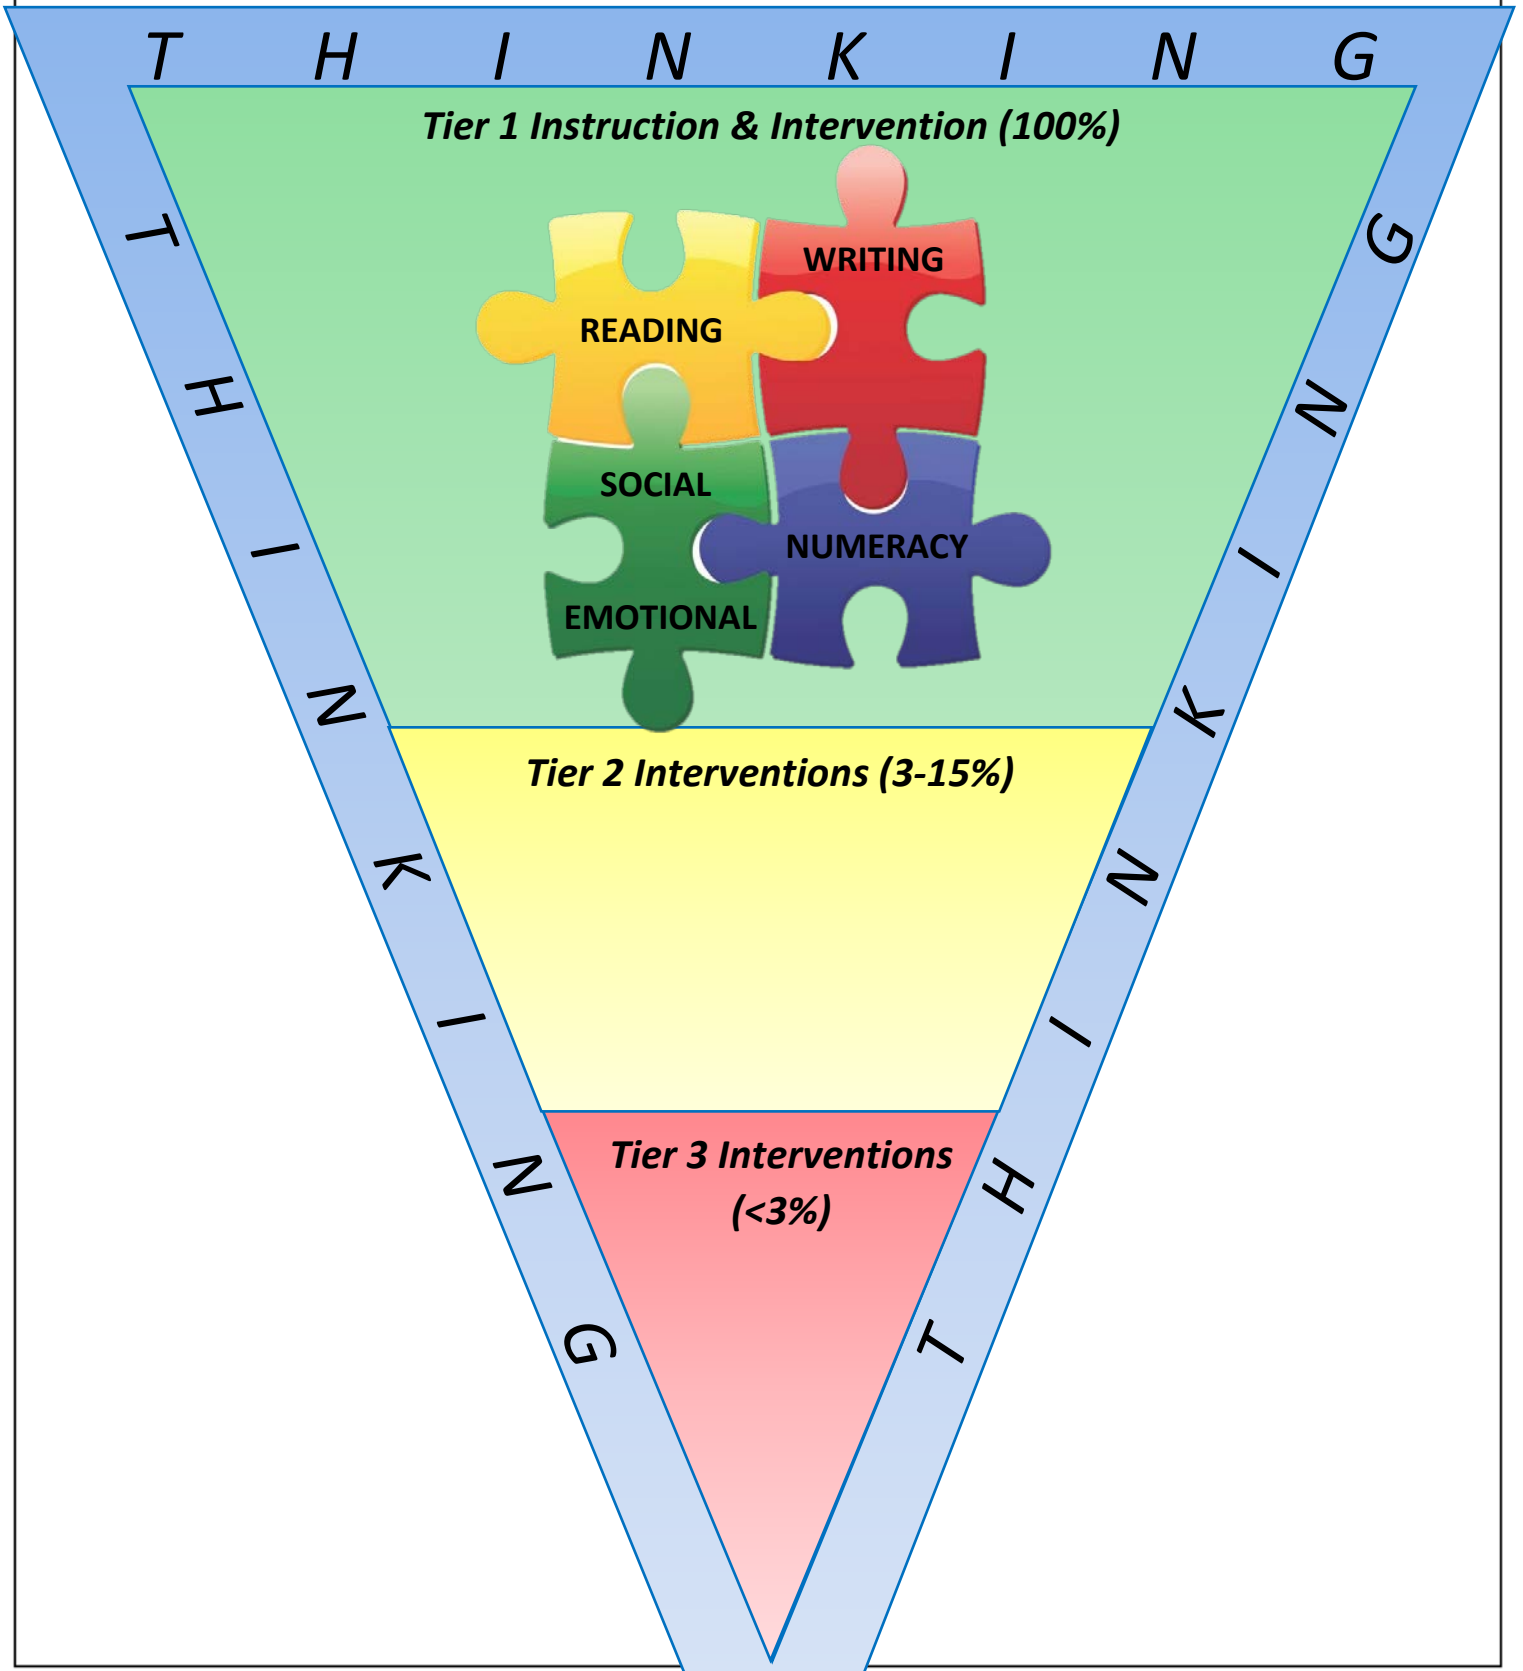 T H I N K I N G
Tier 1 Instruction & Intervention (100%)
T H I N K I N G
T H I N K I N G
READING
WRITING
SOCIAL
EMOTIONAL
NUMERACY
Tier 2 Interventions (3-15%)
Tier 3 Interventions
(<3%)